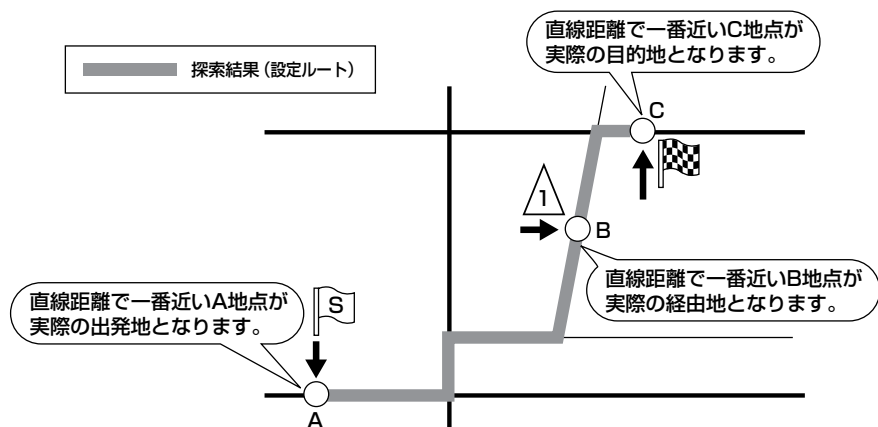 直線距離で一番近いC地点が
実際の目的地となります。
探索結果（設定ルート）
C
1
B
直線距離で一番近いB地点が
実際の経由地となります。
直線距離で一番近いA地点が
実際の出発地となります。
S
A